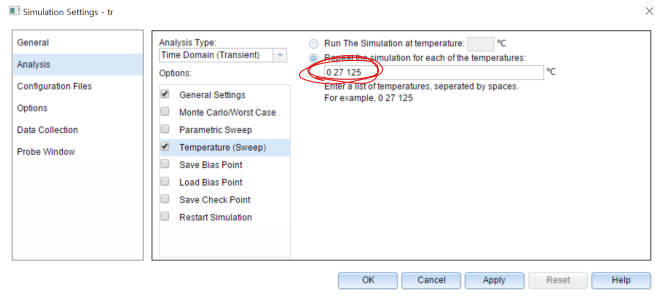 Simulation Settings - tr
General
Analysis
Configuration Files
Options
Data Collection
Probe Window
Analysis Type:
Time Domain (Transient)
Options:
General Settings
Monte Carlo/Worst Case
Parametric Sweep
Temperature (Sweep)
Save Bias Point
Load Bias Point
Save Check Point
Restart Simulation
Run The Simulation at temperature: ºC
Repeat the simulation for each of the temperatures:
0 27 125 ºC
Enter a list of temperatures, seperated by spaces.
For example, 0 27 125
OK Cancel Apply Reset Help